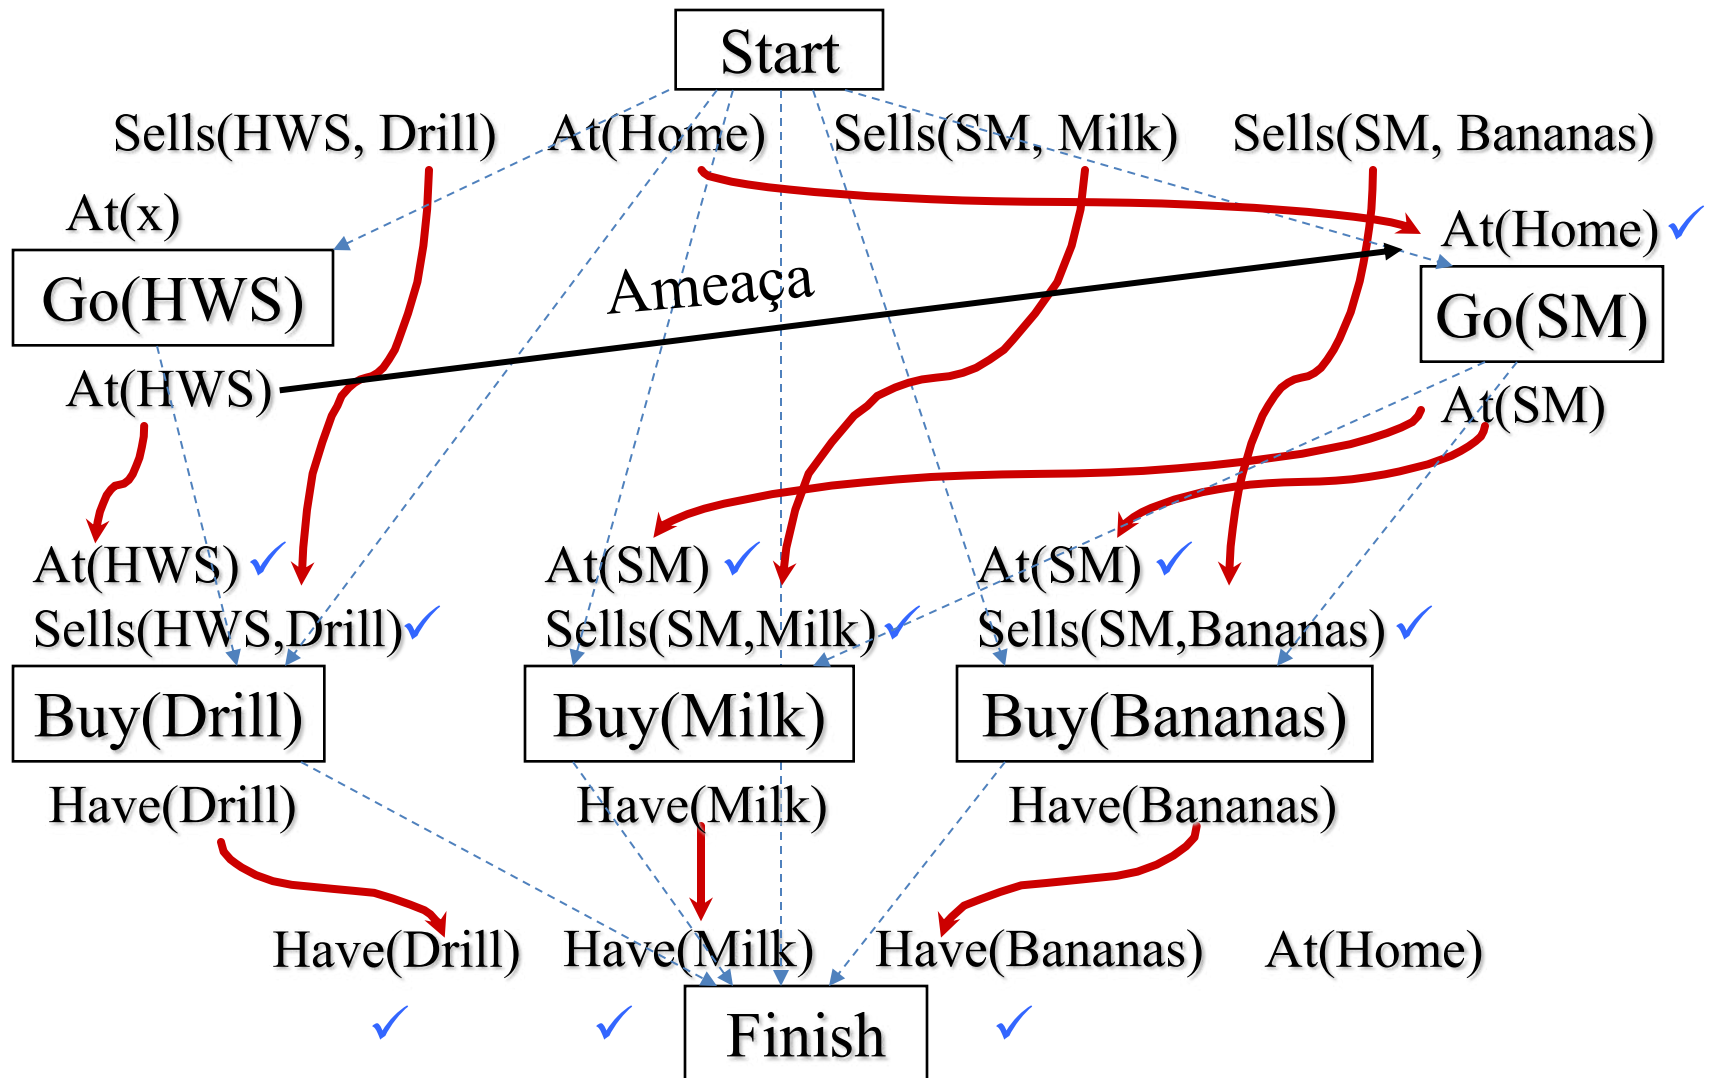 Start
Sells(HWS, Drill) At(Home) Sells(SM, Milk) Sells(SM, Bananas)
At(x)
At(Home)
Go(HWS)
Ameaça
Go(SM)
At(HWS)
At(SM)
At(HWS) At(SM) At(SM)
Sells(HWS,Drill) Sells(SM,Milk) Sells(SM,Bananas)
Buy(Drill) Buy(Milk) Buy(Bananas)
Have(Drill) Have(Milk) Have(Bananas)
Have(Drill) Have(Milk) Have(Bananas) At(Home)
Finish